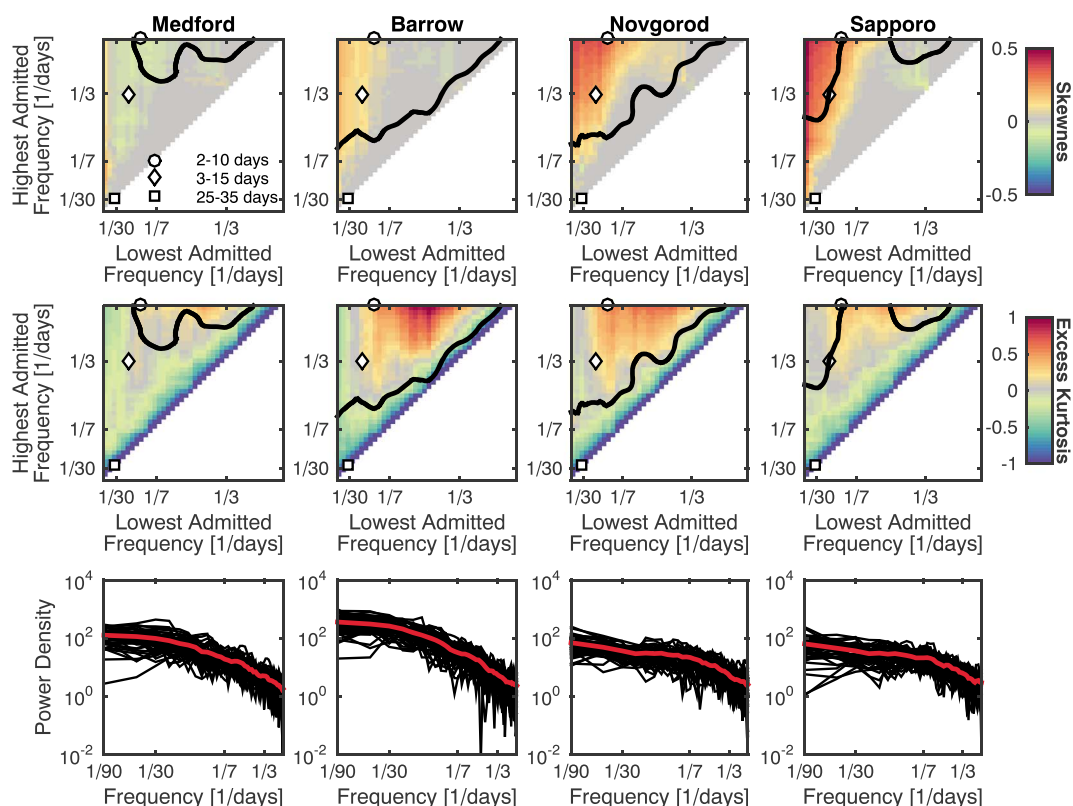 Medford Barrow Novgorod Sapporo
Highest Admitted
Frequency [1/days]
1/3
1/7
1/30
2-10 days
3-15 days
25-35 days
1/30 1/7 1/3
Lowest Admitted
Frequency [1/days]
1/3
1/7
1/30
1/30 1/7 1/3
Lowest Admitted
Frequency [1/days]
1/3
1/7
1/30
1/30 1/7 1/3
Lowest Admitted
Frequency [1/days]
1/3
1/7
1/30
1/30 1/7 1/3
Lowest Admitted
Frequency [1/days]
0.5
0
-0.5
Skewnes
Highest Admitted
Frequency [1/days]
1/3
1/7
1/30
1/30 1/7 1/3
Lowest Admitted
Frequency [1/days]
1/3
1/7
1/30
1/30 1/7 1/3
Lowest Admitted
Frequency [1/days]
1/3
1/7
1/30
1/30 1/7 1/3
Lowest Admitted
Frequency [1/days]
1/3
1/7
1/30
1/30 1/7 1/3
Lowest Admitted
Frequency [1/days]
1
0.5
0
-0.5
-1
Excess Kurtosis
Power Density
10^4
10^2
10^0
10^-2
1/90 1/30 1/7 1/3
Frequency [1/days]
10^4
10^2
10^0
10^-2
1/90 1/30 1/7 1/3
Frequency [1/days]
10^4
10^2
10^0
10^-2
1/90 1/30 1/7 1/3
Frequency [1/days]
10^4
10^2
10^0
10^-2
1/90 1/30 1/7 1/3
Frequency [1/days]